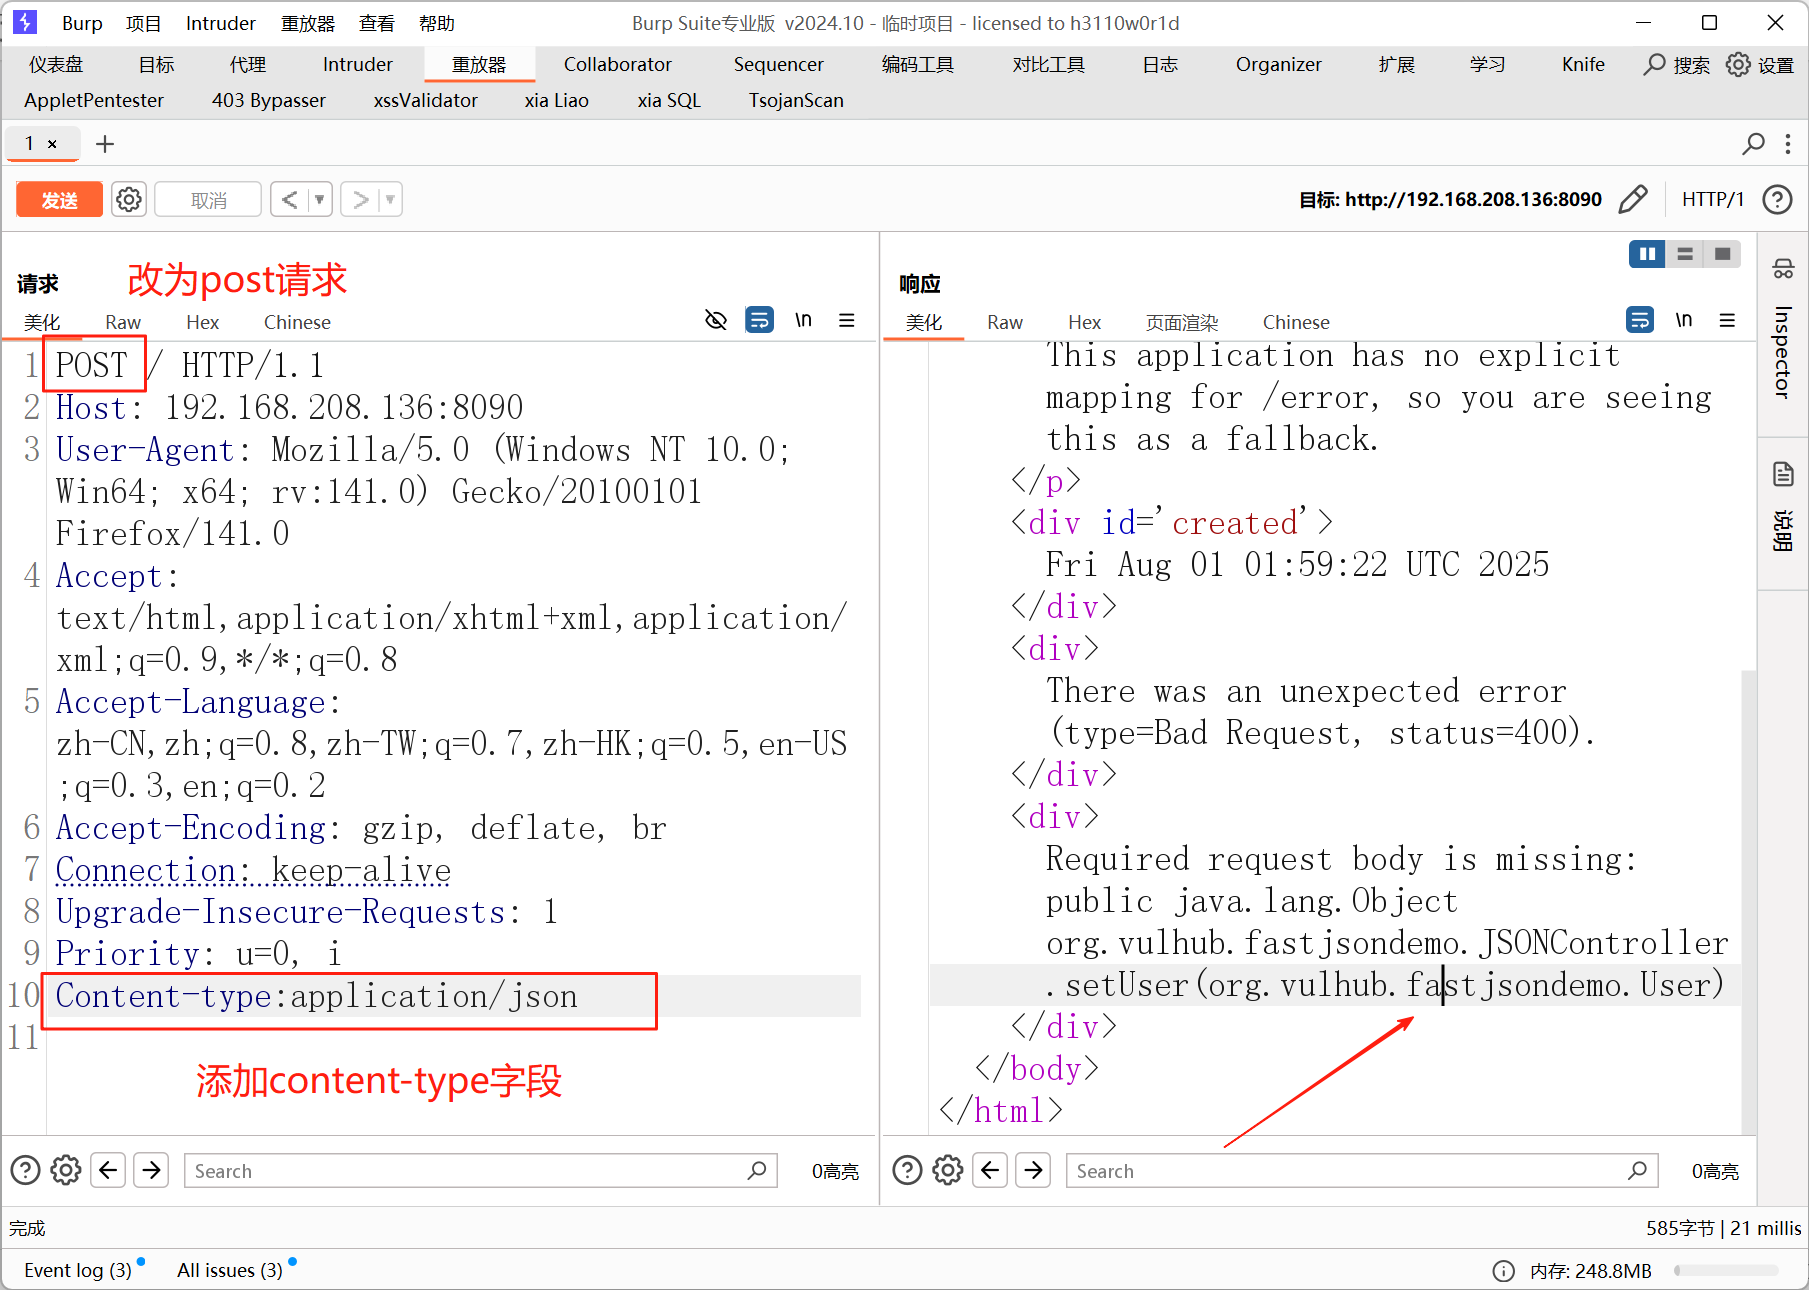 Burp 项目 Intruder 重放器 查看 帮助 Burp Suite专业版 v2024.10 - 临时项目 - licensed to h3110w0r1d
仪表盘 目标 代理 Intruder 重放器 Collaborator Sequencer 编码工具 对比工具 日志 Organizer 扩展 学习 Knife 搜索 设置
AppletPentester 403 Bypasser xssValidator xia Liao xia SQL TsojanScan
1 × +
发送 取消 < > 目标: http://192.168.208.136:8090 HTTP/1 ?
请求 改为post请求
美化 Raw Hex Chinese \n
1 POST / HTTP/1.1
2 Host: 192.168.208.136:8090
3 User-Agent: Mozilla/5.0 (Windows NT 10.0;
Win64; x64; rv:141.0) Gecko/20100101
Firefox/141.0
4 Accept:
text/html,application/xhtml+xml,application/
xml;q=0.9,*/*;q=0.8
5 Accept-Language:
zh-CN,zh;q=0.8,zh-TW;q=0.7,zh-HK;q=0.5,en-US
;q=0.3,en;q=0.2
6 Accept-Encoding: gzip, deflate, br
7 Connection: keep-alive
8 Upgrade-Insecure-Requests: 1
9 Priority: u=0, i
10 Content-type:application/json
11
添加content-type字段
? Search 0高亮
响应
美化 Raw Hex 页面渲染 Chinese \n
This application has no explicit
mapping for /error, so you are seeing
this as a fallback.
</p>
<div id='created'>
Fri Aug 01 01:59:22 UTC 2025
</div>
<div>
There was an unexpected error
(type=Bad Request, status=400).
</div>
<div>
Required request body is missing:
public java.lang.Object
org.vulhub.fastjsondemo.JSONController
.setUser(org.vulhub.fastjsondemo.User)
</div>
</body>
</html>
? Search 0高亮
Inspector
说明
完成 585字节 | 21 millis
Event log (3) All issues (3) 内存: 248.8MB